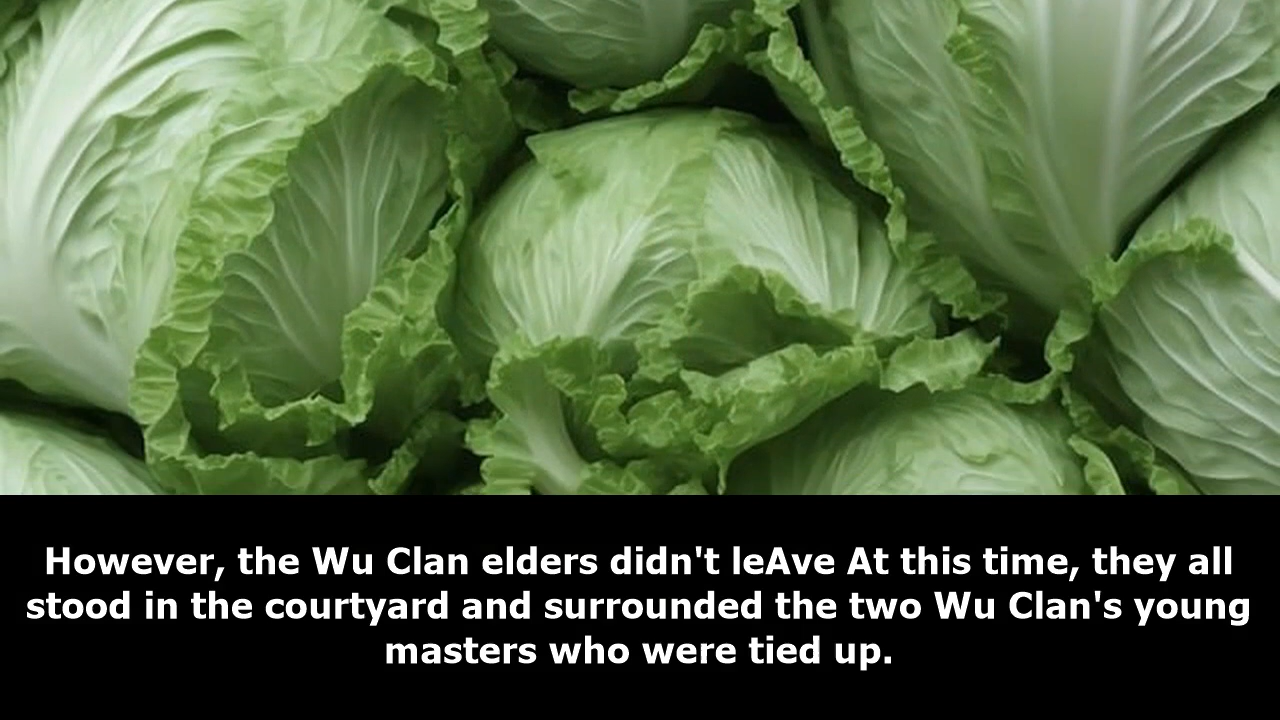 However, the Wu Clan elders didn't leAve At this time, they all
stood in the courtyard and surrounded the two Wu Clan's young
masters who were tied up.